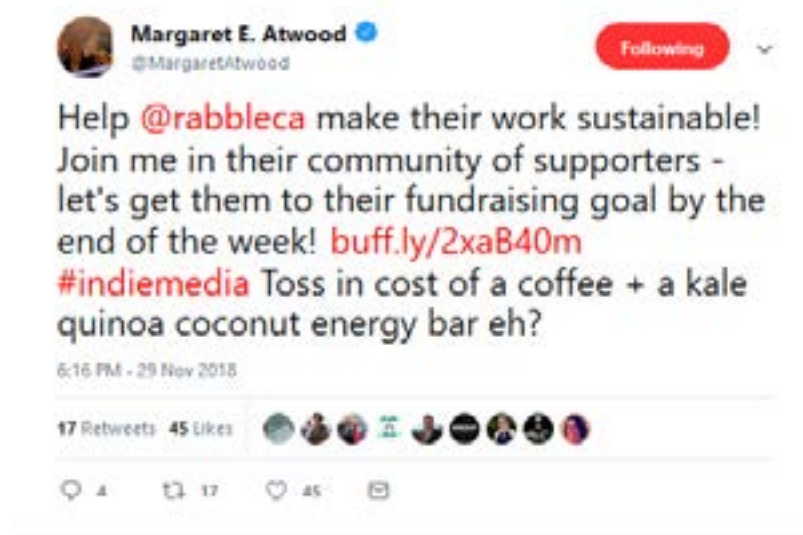 Margaret E. Atwood
@MargaretAtwood
Following
Help @rabbleca make their work sustainable!
Join me in their community of supporters -
let's get them to their fundraising goal by the
end of the week! buff.ly/2xaB40m
#indiemedia Toss in cost of a coffee + a kale
quinoa coconut energy bar eh?
6:16 PM - 29 Nov 2018
17 Retweets 45 Likes
4 17 45